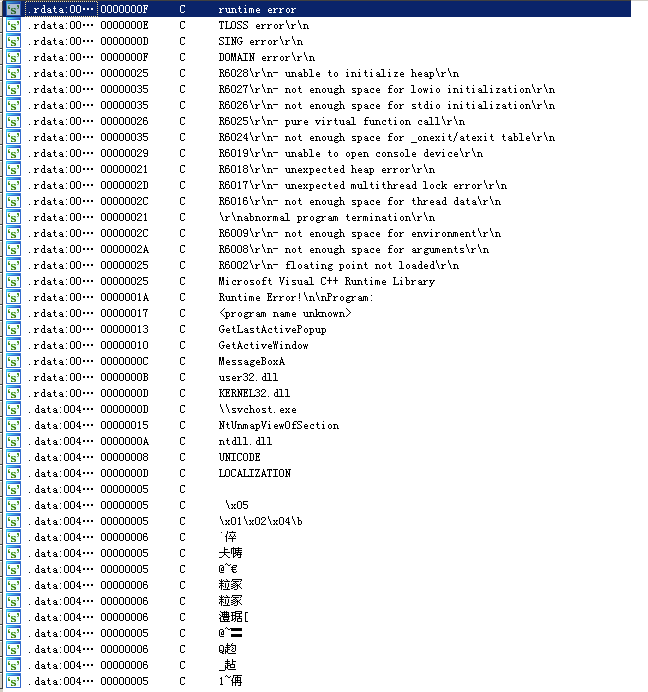 .rdata:00··· 0000000F C runtime error
.rdata:00··· 0000000E C TLOSS error\r\n
.rdata:00··· 0000000D C SING error\r\n
.rdata:00··· 0000000F C DOMAIN error\r\n
.rdata:00··· 00000025 C R6028\r\n- unable to initialize heap\r\n
.rdata:00··· 00000035 C R6027\r\n- not enough space for lowio initialization\r\n
.rdata:00··· 00000035 C R6026\r\n- not enough space for stdio initialization\r\n
.rdata:00··· 00000026 C R6025\r\n- pure virtual function call\r\n
.rdata:00··· 00000035 C R6024\r\n- not enough space for _onexit/atexit table\r\n
.rdata:00··· 00000029 C R6019\r\n- unable to open console device\r\n
.rdata:00··· 00000021 C R6018\r\n- unexpected heap error\r\n
.rdata:00··· 0000002D C R6017\r\n- unexpected multithread lock error\r\n
.rdata:00··· 0000002C C R6016\r\n- not enough space for thread data\r\n
.rdata:00··· 00000021 C \r\nabnormal program termination\r\n
.rdata:00··· 0000002C C R6009\r\n- not enough space for environment\r\n
.rdata:00··· 0000002A C R6008\r\n- not enough space for arguments\r\n
.rdata:00··· 00000025 C R6002\r\n- floating point not loaded\r\n
.rdata:00··· 00000025 C Microsoft Visual C++ Runtime Library
.rdata:00··· 0000001A C Runtime Error!\n\nProgram:
.rdata:00··· 00000017 C <program name unknown>
.rdata:00··· 00000013 C GetLastActivePopup
.rdata:00··· 00000010 C GetActiveWindow
.rdata:00··· 0000000C C MessageBoxA
.rdata:00··· 0000000B C user32.dll
.rdata:00··· 0000000D C KERNEL32.dll
.data:004··· 0000000D C \\svchost.exe
.data:004··· 00000015 C NtUnmapViewOfSection
.data:004··· 0000000A C ntdll.dll
.data:004··· 00000008 C UNICODE
.data:004··· 0000000D C LOCALIZATION
.data:004··· 00000005 C
.data:004··· 00000005 C \x05
.data:004··· 00000005 C \x01\x02\x04\b
.data:004··· 00000006 C `倅
.data:004··· 00000006 C
.data:004··· 00000005 C @~€
.data:004··· 00000006 C 粒冢
.data:004··· 00000006 C 粒冢
.data:004··· 00000006 C 澧琚[
.data:004··· 00000005 C @~
.data:004··· 00000006 C Q趋
.data:004··· 00000006 C
.data:004··· 00000005 C 1~侢